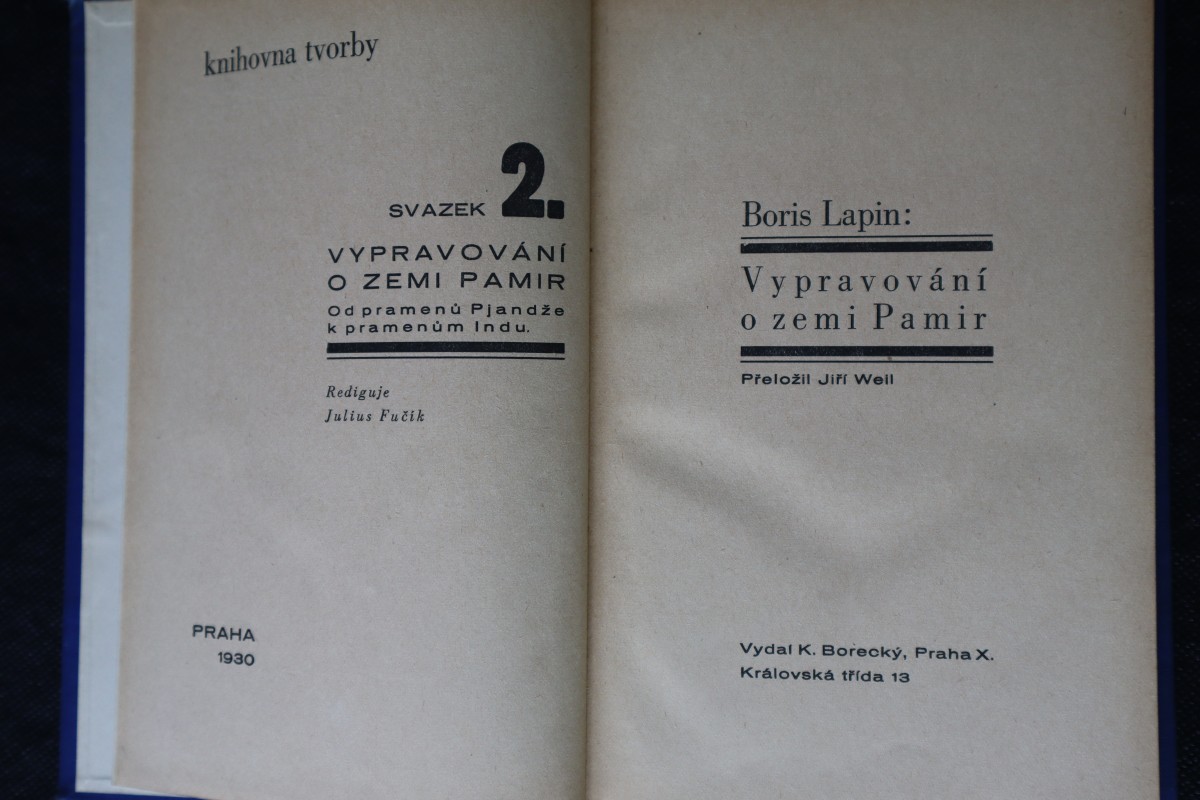 knihovna tvorby
SVAZEK 2.
VYPRAVOVÁNÍ
O ZEMI PAMIR
Od pramenů Pjandže
k pramenům Indu.
Rediguje
Julius Fučík
PRAHA
1930
Boris Lapin:
Vypravování
o zemi Pamir
Přeložil Jiří Weil
Vydal K. Borecký, Praha X.
Královská třída 13